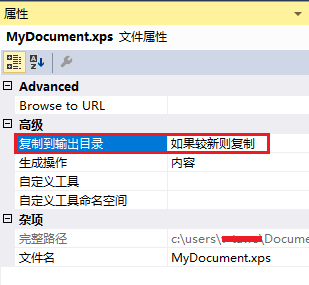 属性
MyDocument.xps 文件属性
Advanced
Browse to URL
高级
复制到输出目录 如果较新则复制
生成操作 内容
自定义工具
自定义工具命名空间
杂项
完整路径 c:\users\ \Docume
文件名 MyDocument.xps